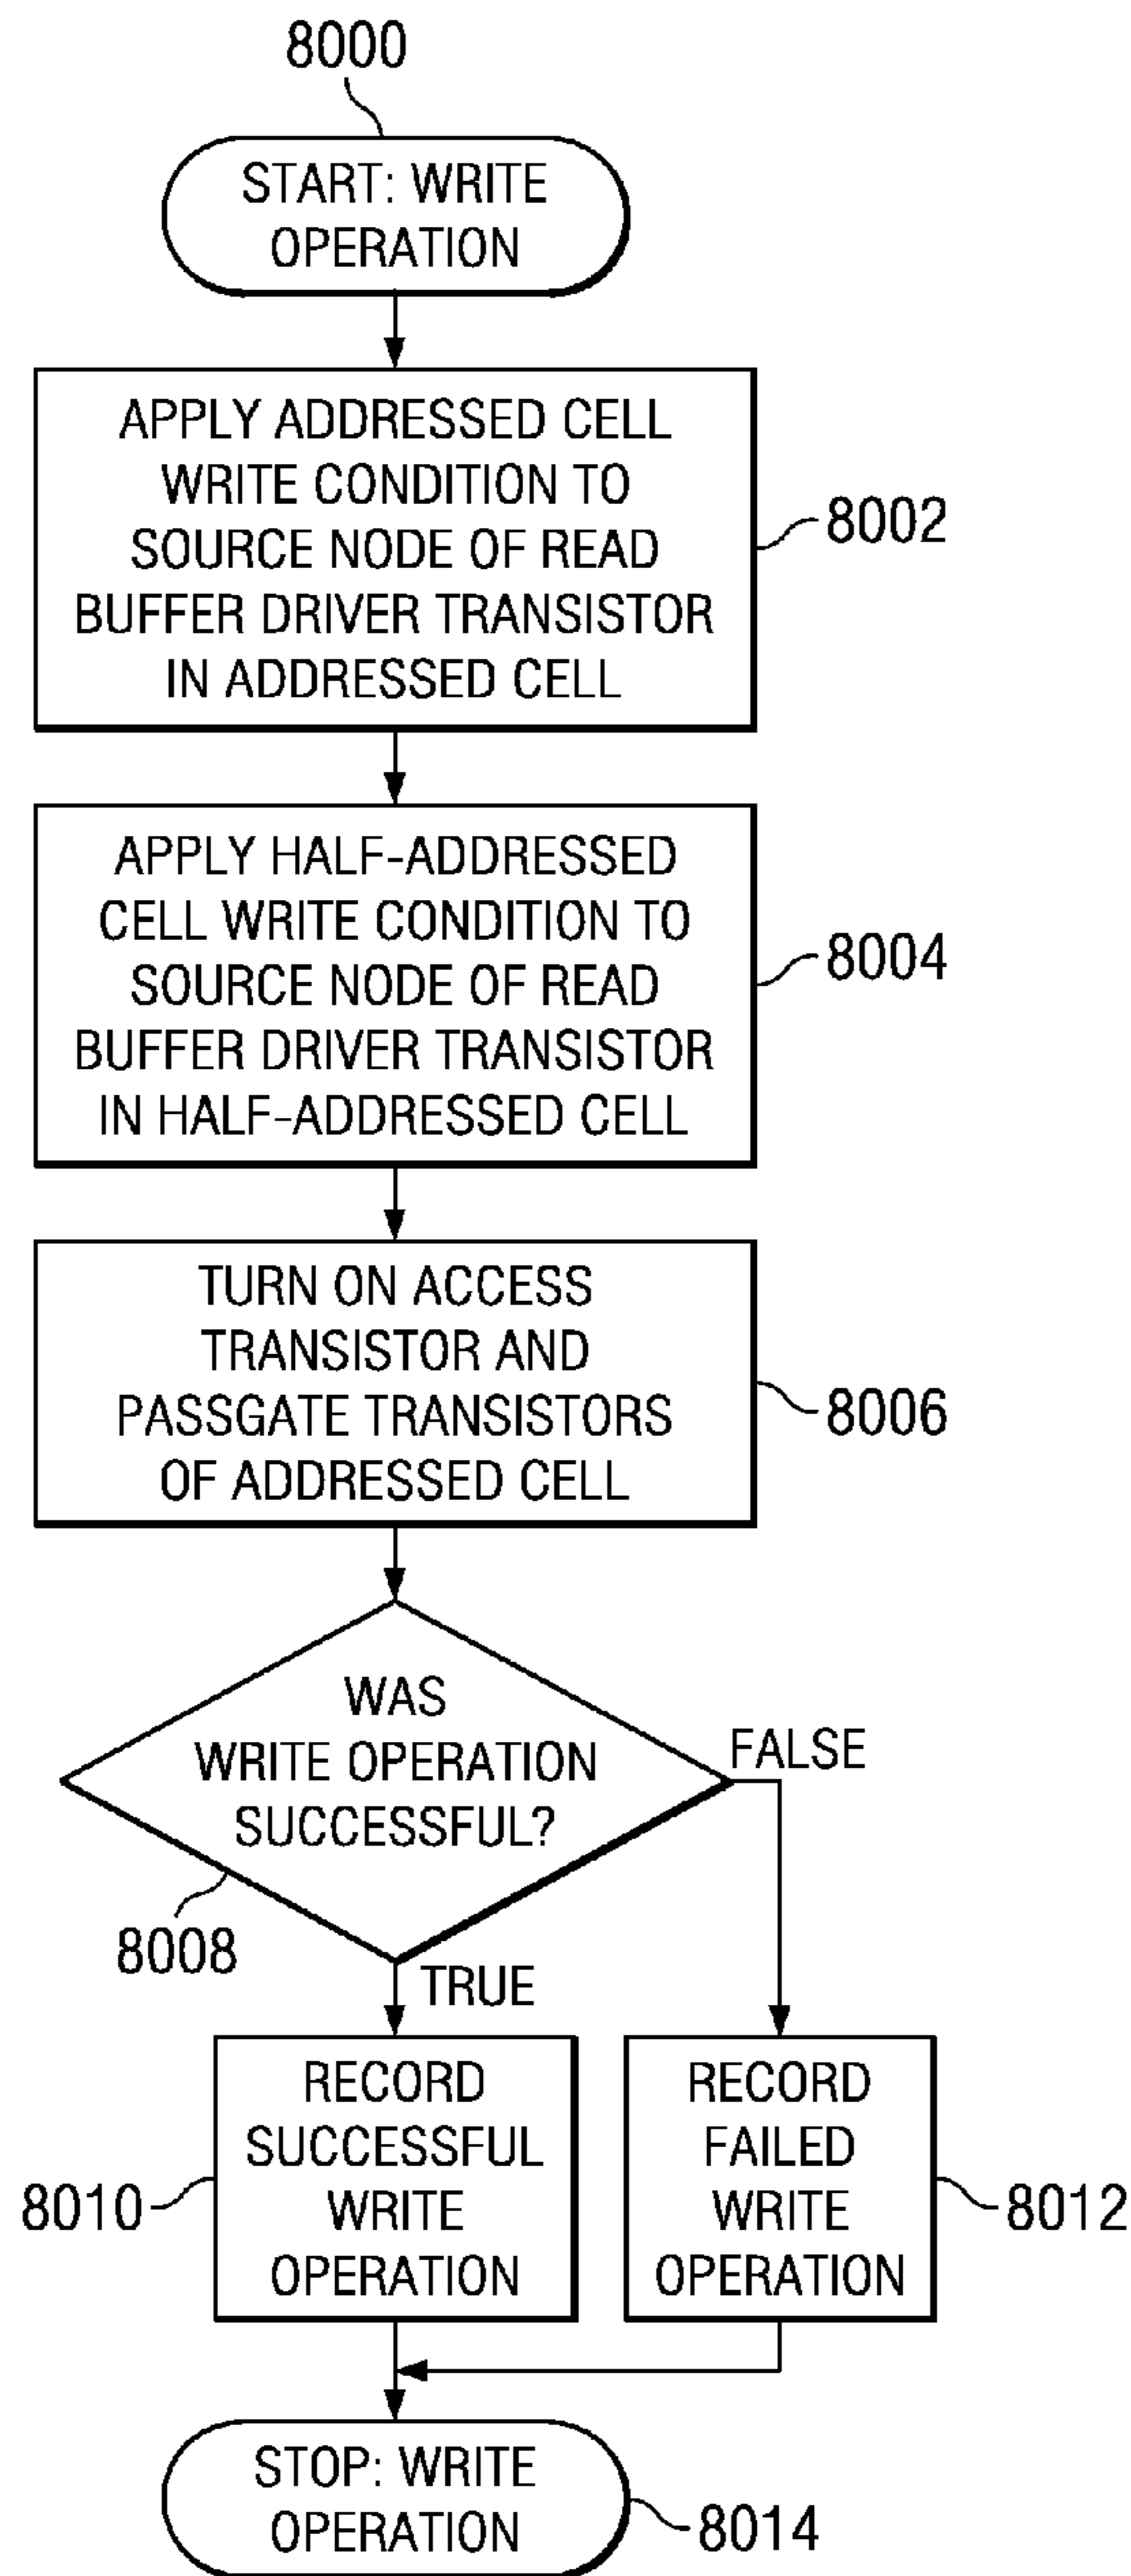 8000
START: WRITE
OPERATION
APPLY ADDRESSED CELL
WRITE CONDITION TO
SOURCE NODE OF READ
BUFFER DRIVER TRANSISTOR
IN ADDRESSED CELL
8002
APPLY HALF-ADDRESSED
CELL WRITE CONDITION TO
SOURCE NODE OF READ
BUFFER DRIVER TRANSISTOR
IN HALF-ADDRESSED CELL
8004
TURN ON ACCESS
TRANSISTOR AND
PASSGATE TRANSISTORS
OF ADDRESSED CELL
8006
WAS
WRITE OPERATION
SUCCESSFUL?
FALSE
8008
TRUE
RECORD
SUCCESSFUL
WRITE
OPERATION
8010
RECORD
FAILED
WRITE
OPERATION
8012
STOP: WRITE
OPERATION
8014